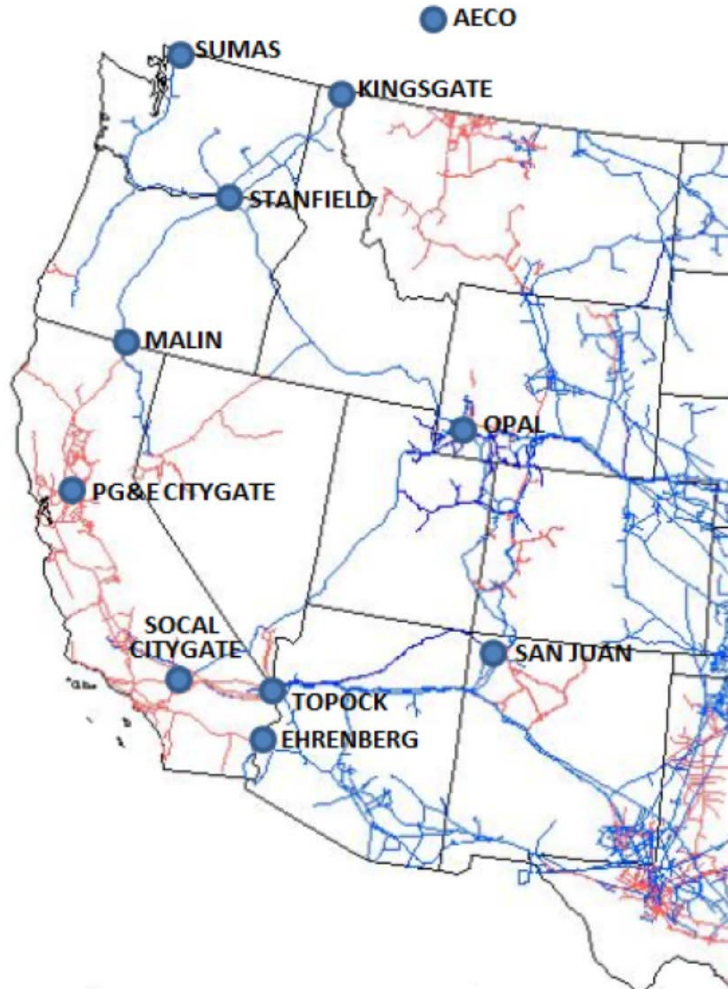 AECO
SUMAS
KINGSGATE
STANFIELD
MALIN
OPAL
PG&E CITYGATE
SOCAL
CITYGATE
SAN JUAN
TOPOCK
EHRENBERG